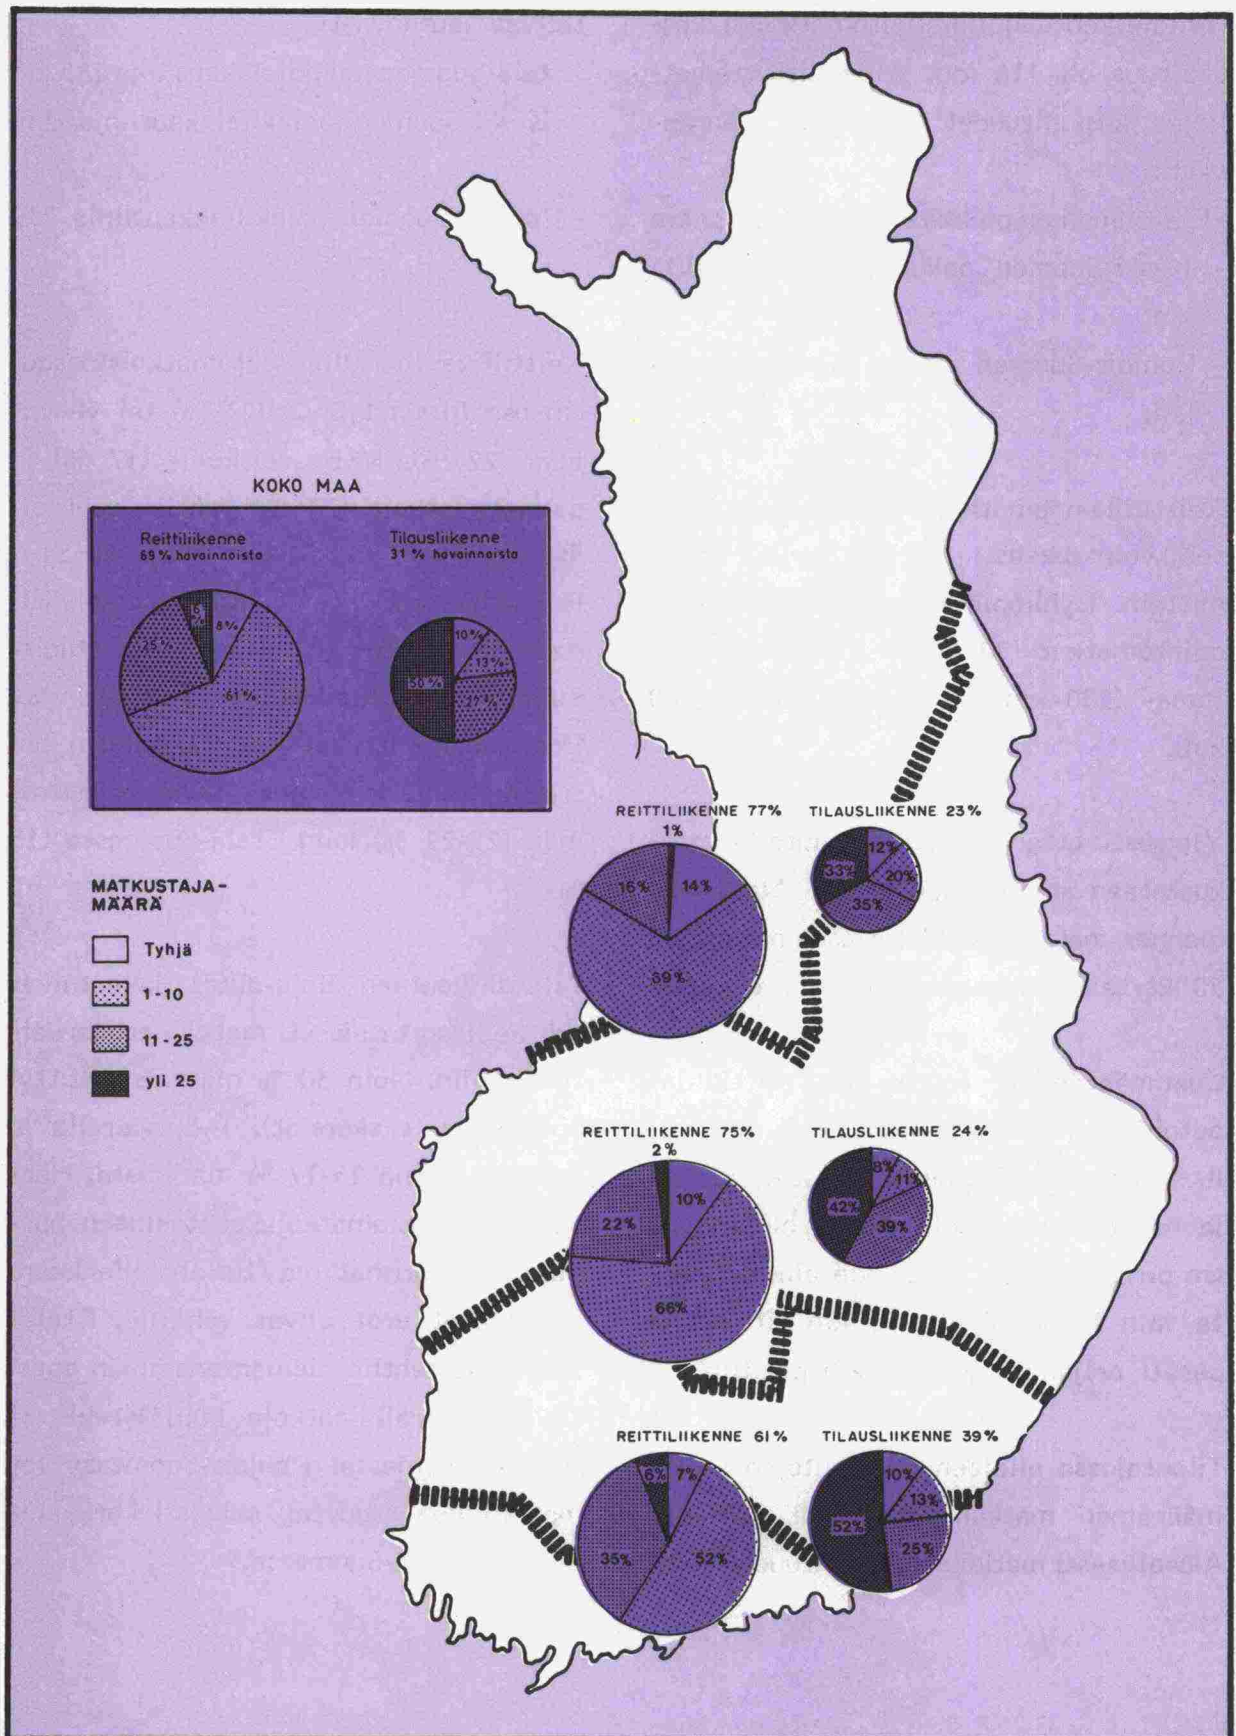 KOKO MAA
Reittiliikenne
69 % havainnoista
Tilausliikenne
31 % havainnoista
6
%
8%
25%
61%
10%
13%
27%
50%
MATKUSTAJA-
MÄÄRÄ
Tyhjä
1-10
11-25
yli 25
REITTILIIKENNE 77%
1%
16%
14%
69%
TILAUSLIIKENNE 23%
12%
33%
20%
35%
REITTILIIKENNE 75%
2%
10%
22%
66%
TILAUSLIIKENNE 24%
8%
11%
42%
39%
REITTILIIKENNE 61%
6%
7%
35%
52%
TILAUSLIIKENNE 39%
10%
13%
52%
25%